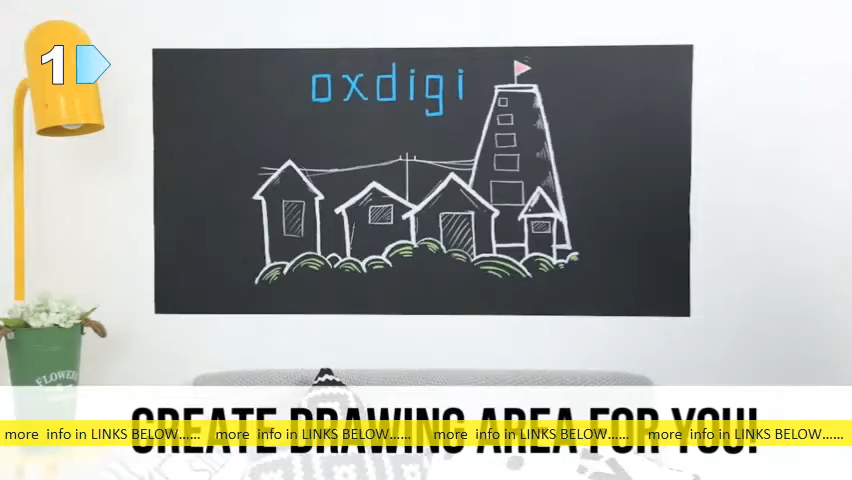 1
oxdigi
FLOWERS
CREATE DRAWING AREA FOR YOU!
more info in LINKS BELOW...... more info in LINKS BELOW...... more info in LINKS BELOW...... more info in LINKS BELOW......